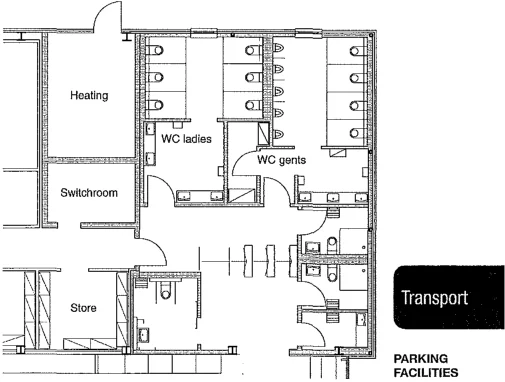 Heating
WC ladies
WC gents
Switchroom
Store
Transport
PARKING
FACILITIES